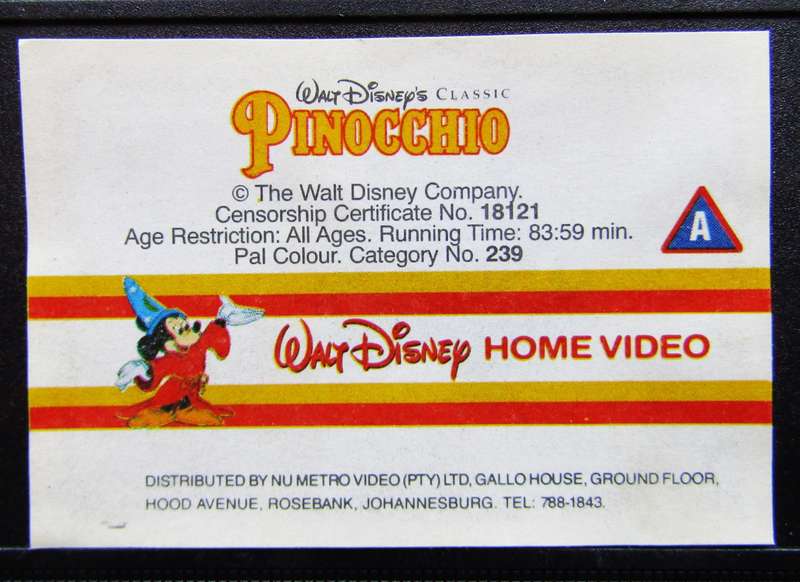 WALT DISNEY'S CLASSIC
PINOCCHIO
© The Walt Disney Company.
Censorship Certificate No. 18121
Age Restriction: All Ages. Running Time: 83:59 min.
Pal Colour. Category No. 239
A
WALT DISNEY HOME VIDEO
DISTRIBUTED BY NU METRO VIDEO (PTY) LTD, GALLO HOUSE, GROUND FLOOR,
HOOD AVENUE, ROSEBANK, JOHANNESBURG. TEL: 788-1843.